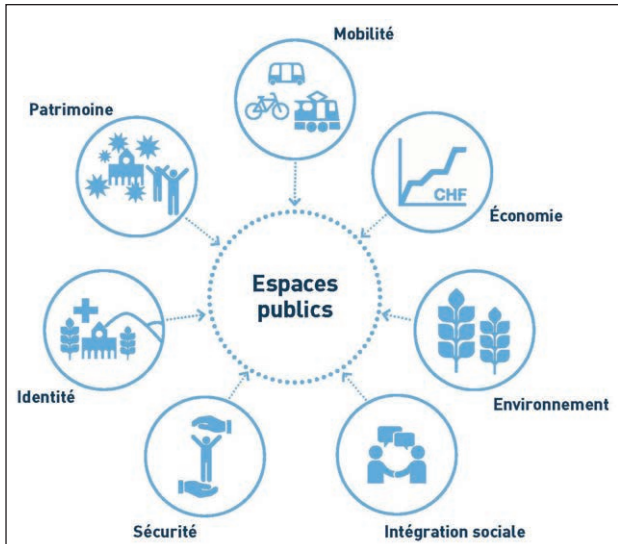 Mobilité
Patrimoine
CHF
Économie
Espaces
publics
Identité
Environnement
Sécurité
Intégration sociale